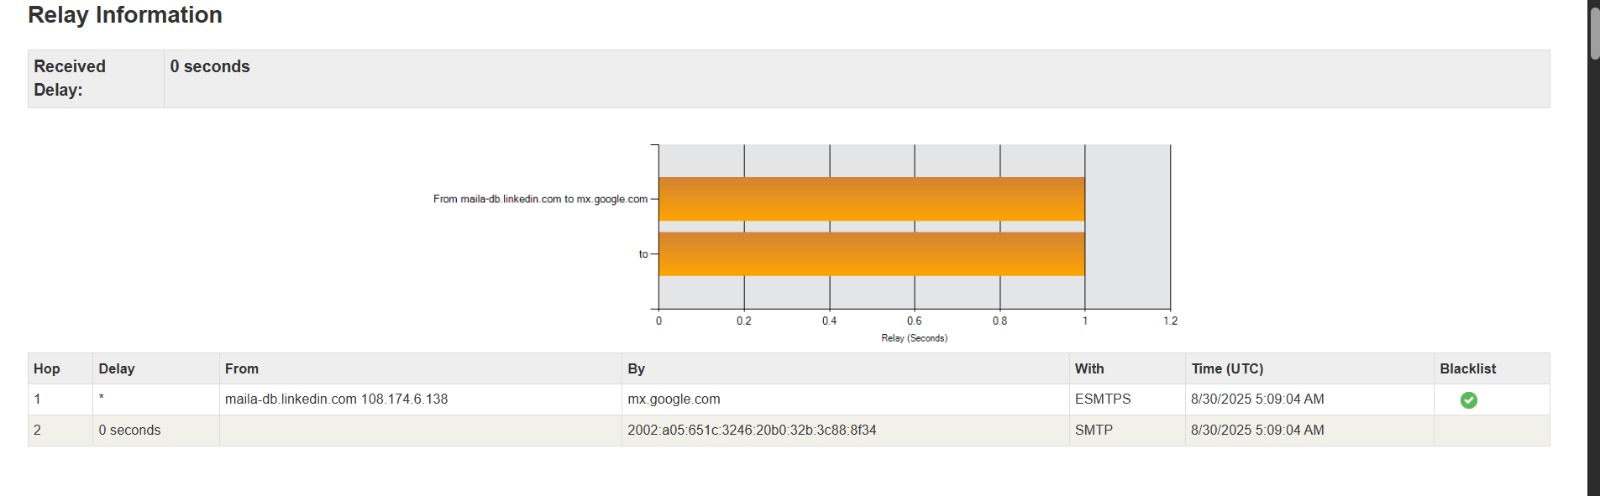 Relay Information
Received Delay: 0 seconds
From maila-db.linkedin.com to mx.google.com
to
0 0.2 0.4 0.6 0.8 1 1.2
Relay (Seconds)
Hop Delay From By With Time (UTC) Blacklist
1 * maila-db.linkedin.com 108.174.6.138 mx.google.com ESMTPS 8/30/2025 5:09:04 AM
2 0 seconds 2002:a05:651c:3246:20b0:32b:3c88:8f34 SMTP 8/30/2025 5:09:04 AM